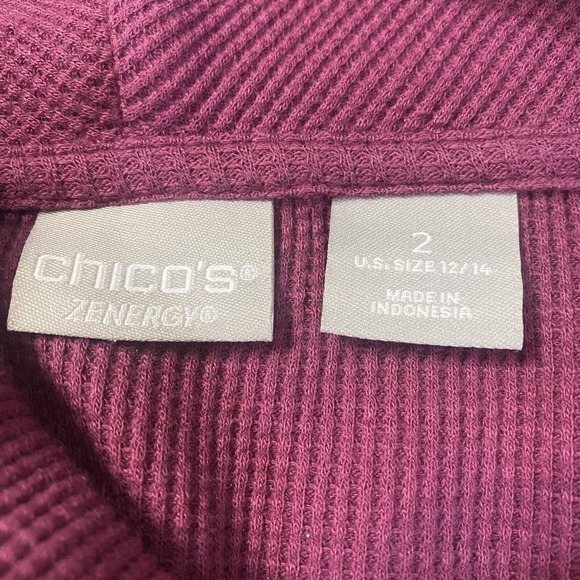 chico's®
ZENERGY®
2
U.S. SIZE 12/14
MADE IN
INDONESIA